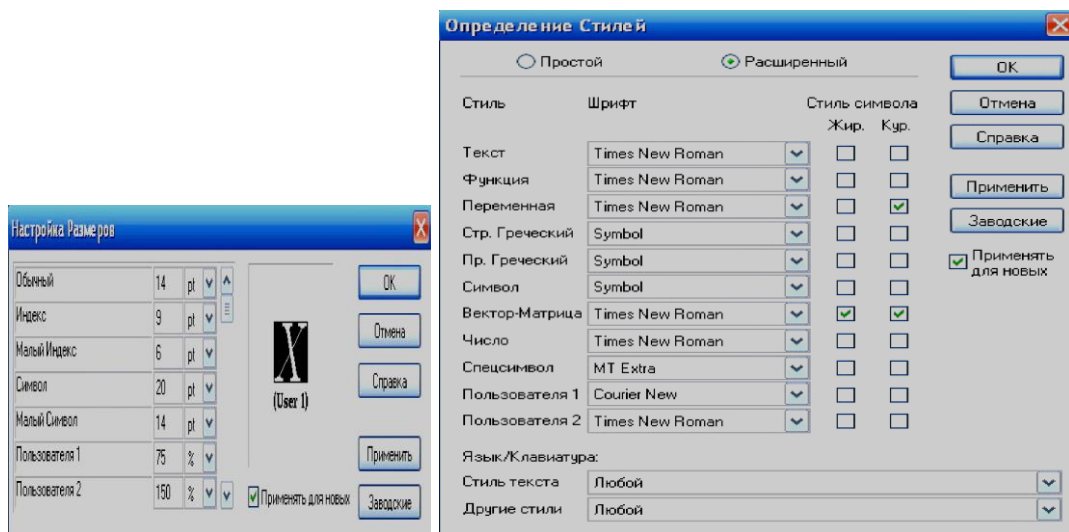 Настройка Размеров
Обычный 14 pt
Индекс 9 pt
Малый Индекс 6 pt
Символ 20 pt
Малый Символ 14 pt
Пользователя 1 75 %
Пользователя 2 150 %
X
(User 1)
Применять для новых
OK
Отмена
Справка
Применить
Заводские
Определение Стилей
Простой Расширенный
Стиль Шрифт Стиль символа
Жир. Кур.
Текст Times New Roman
Функция Times New Roman
Переменная Times New Roman
Стр. Греческий Symbol
Пр. Греческий Symbol
Символ Symbol
Вектор-Матрица Times New Roman
Число Times New Roman
Спецсимвол MT Extra
Пользователя 1 Courier New
Пользователя 2 Times New Roman
Язык/Клавиатура:
Стиль текста Любой
Другие стили Любой
OK
Отмена
Справка
Применить
Заводские
Применять
для новых